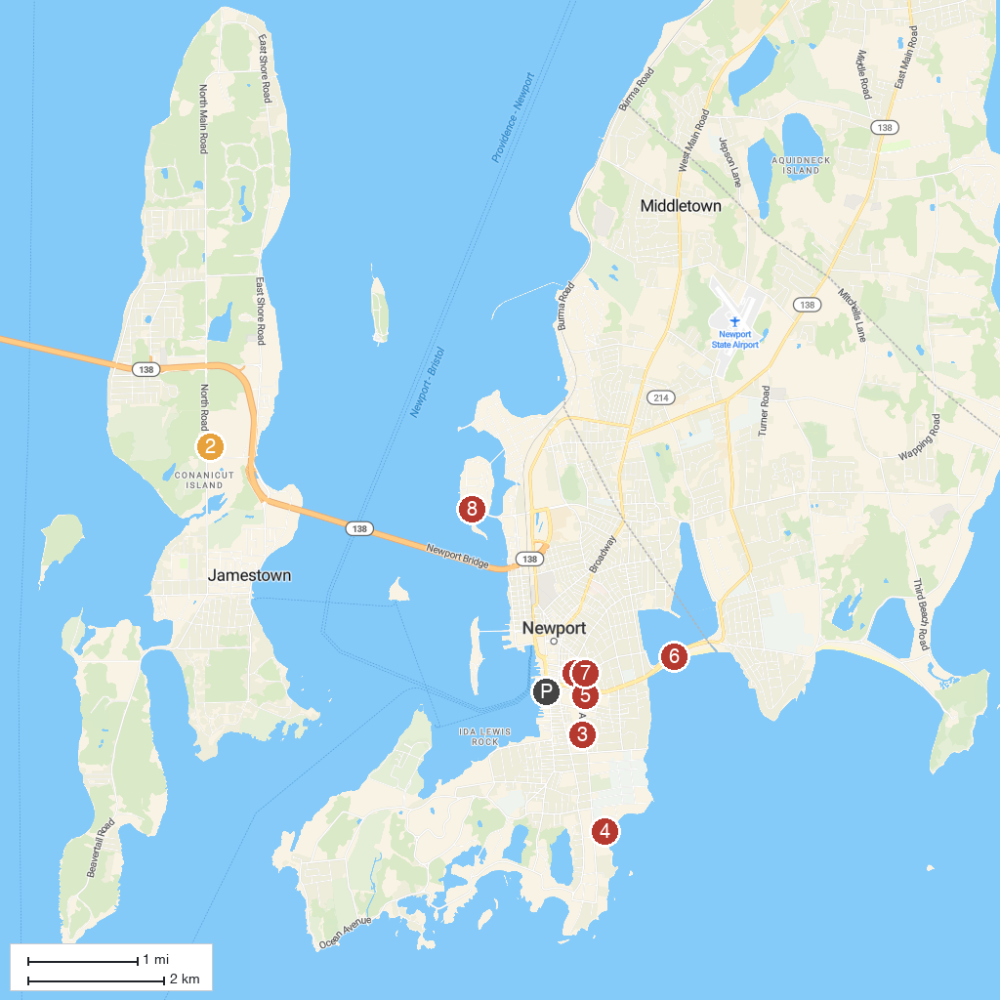 East Shore Road
North Main Road
Providence - Newport
Burma Road
Middle Road
East Main Road
138
West Main Road
Jepson Lane
AQUIDNECK
ISLAND
Middletown
East Shore Road
Burma Road
Newport
State Airport
138
Mitchells Lane
138
Newport - Bristol
214
North Road
Turner Road
Wapping Road
2
CONANICUT
ISLAND
8
138
Newport Bridge
138
Broadway
Jamestown
Third Beach Road
Newport
6
7
P
5
A
3
IDA LEWIS
ROCK
4
Beavertail Road
Ocean Avenue
1 mi
2 km